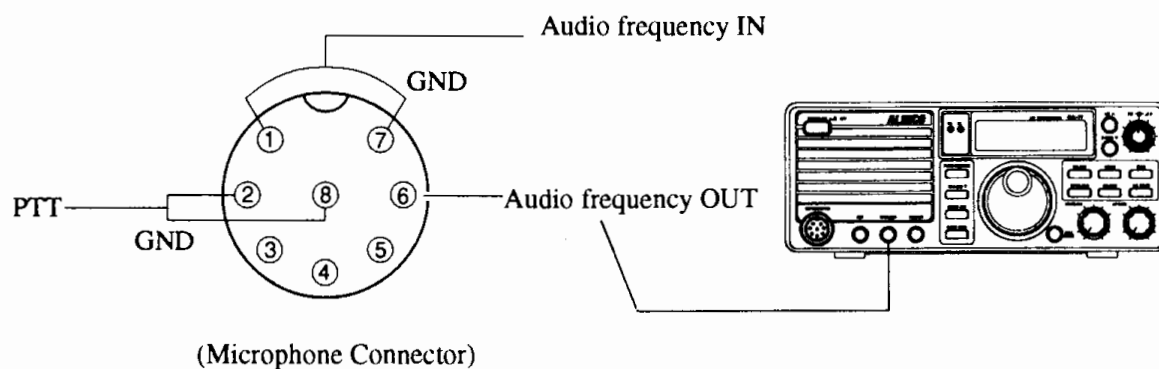 Audio frequency IN
GND
1
7
2
8
6
PTT
Audio frequency OUT
GND
3
5
4
(Microphone Connector)
ALINCO